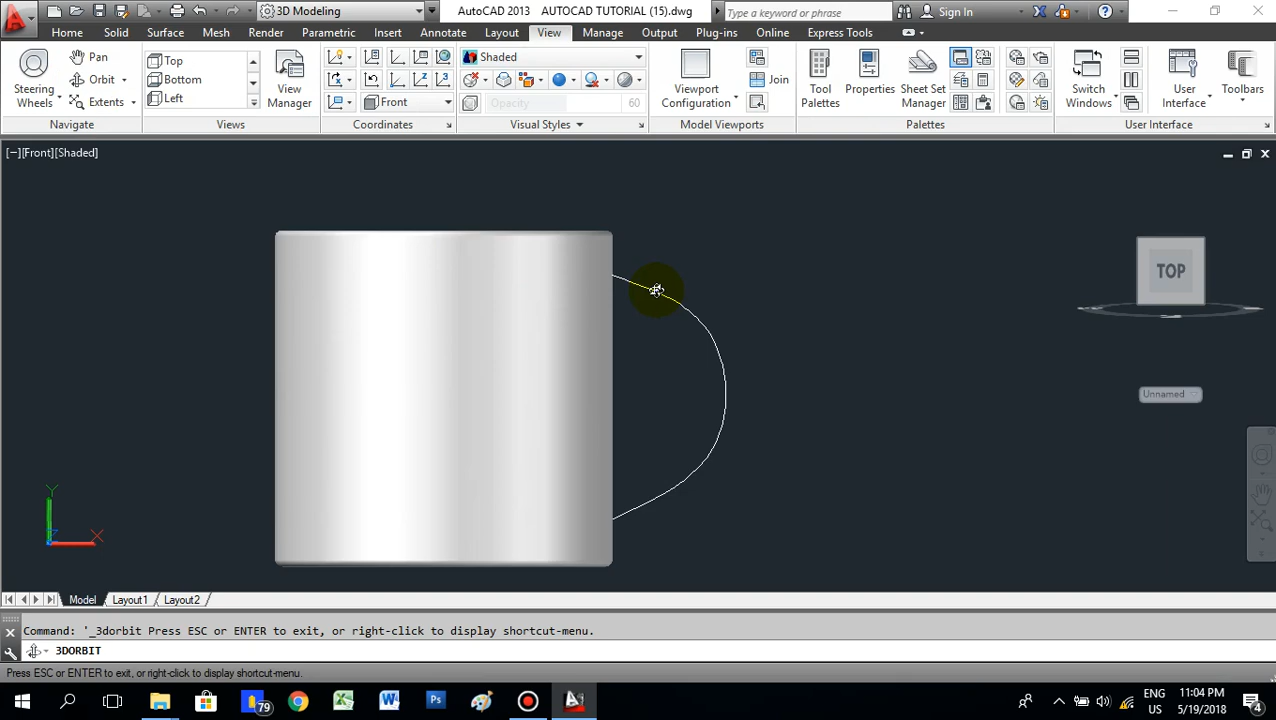 3D Modeling AutoCAD 2013 AUTOCAD TUTORIAL (15).dwg Type a keyword or phrase Sign In
Home Solid Surface Mesh Render Parametric Insert Annotate Layout View Manage Output Plug-ins Online Express Tools
Steering Wheels
Pan
Orbit
Extents
Navigate
Top
Bottom
Left
View Manager
Views
Front
Coordinates
Shaded
Opacity 60
Visual Styles
Viewport Configuration
Join
Model Viewports
Tool Palettes
Properties
Sheet Set Manager
Palettes
Switch Windows
User Interface
Toolbars
User Interface
[−][Front][Shaded]
TOP
Unnamed
Y
X
Model Layout1 Layout2
Command: '_3dorbit Press ESC or ENTER to exit, or right-click to display shortcut-menu.
3DORBIT
Press ESC or ENTER to exit, or right-click to display shortcut-menu.
79
ENG
US
11:04 PM
5/19/2018
4